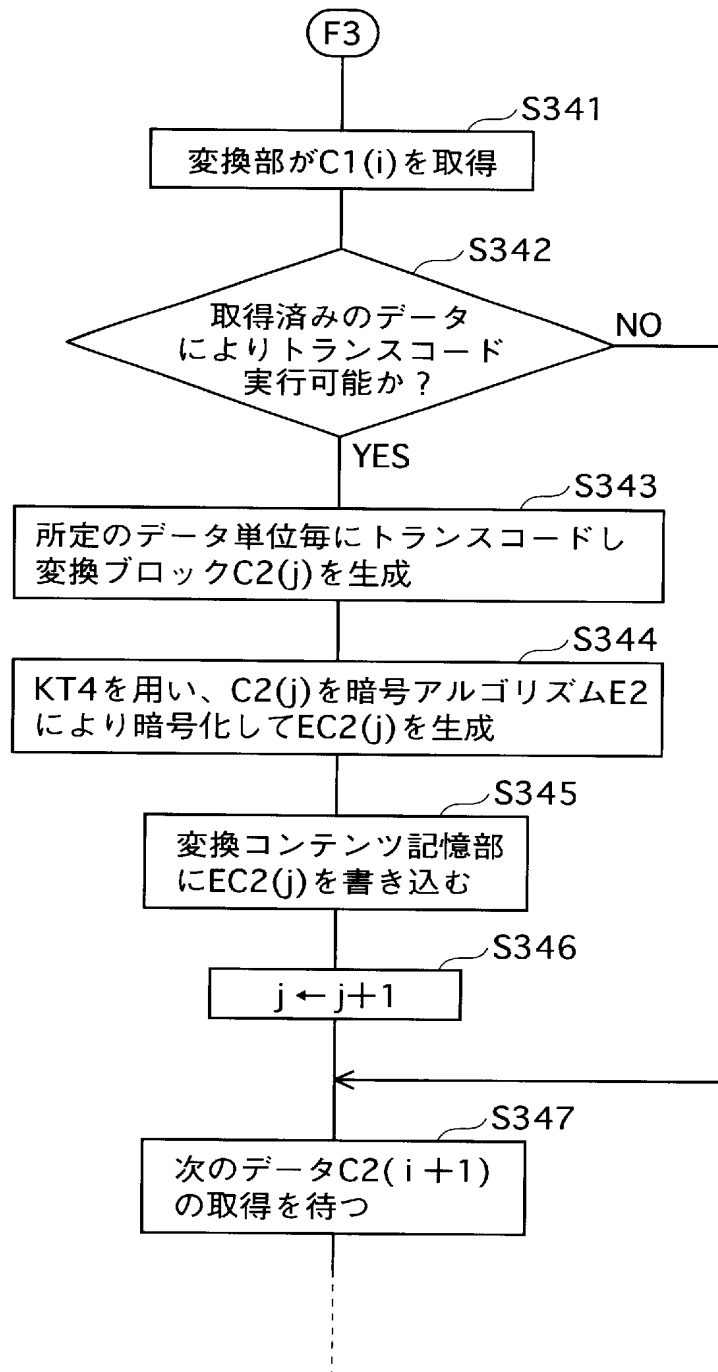 F3
S341
変換部がC1(i)を取得
S342
取得済みのデータ
によりトランスコード
実行可能か？
NO
YES
S343
所定のデータ単位毎にトランスコードし
変換ブロックC2(j)を生成
S344
KT4を用い、C2(j)を暗号アルゴリズムE2
により暗号化してEC2(j)を生成
S345
変換コンテンツ記憶部
にEC2(j)を書き込む
S346
j←j+1
S347
次のデータC2(i+1)
の取得を待つ